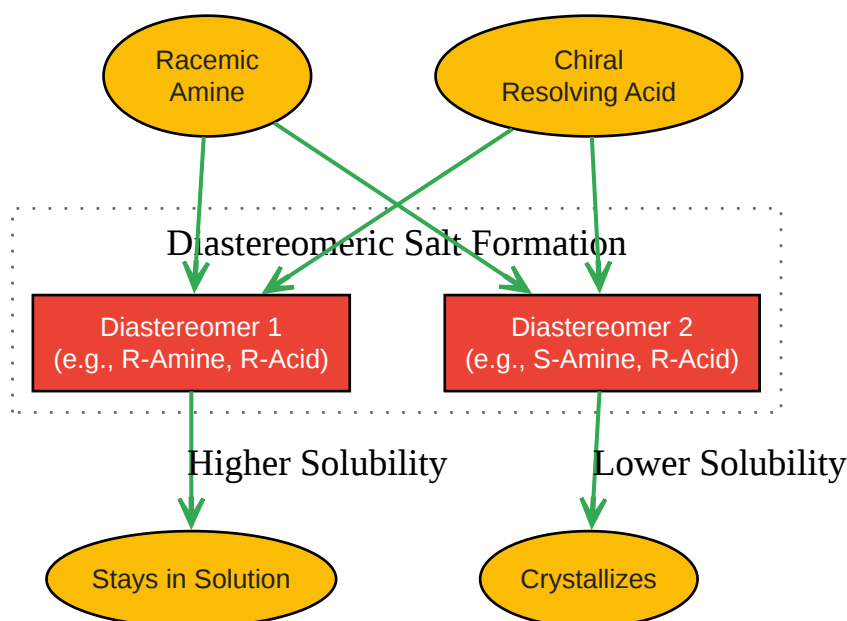 Racemic
Amine
Chiral
Resolving Acid
Diastereomeric Salt Formation
Diastereomer 1
(e.g., R-Amine, R-Acid)
Diastereomer 2
(e.g., S-Amine, R-Acid)
Higher Solubility
Lower Solubility
Stays in Solution
Crystallizes